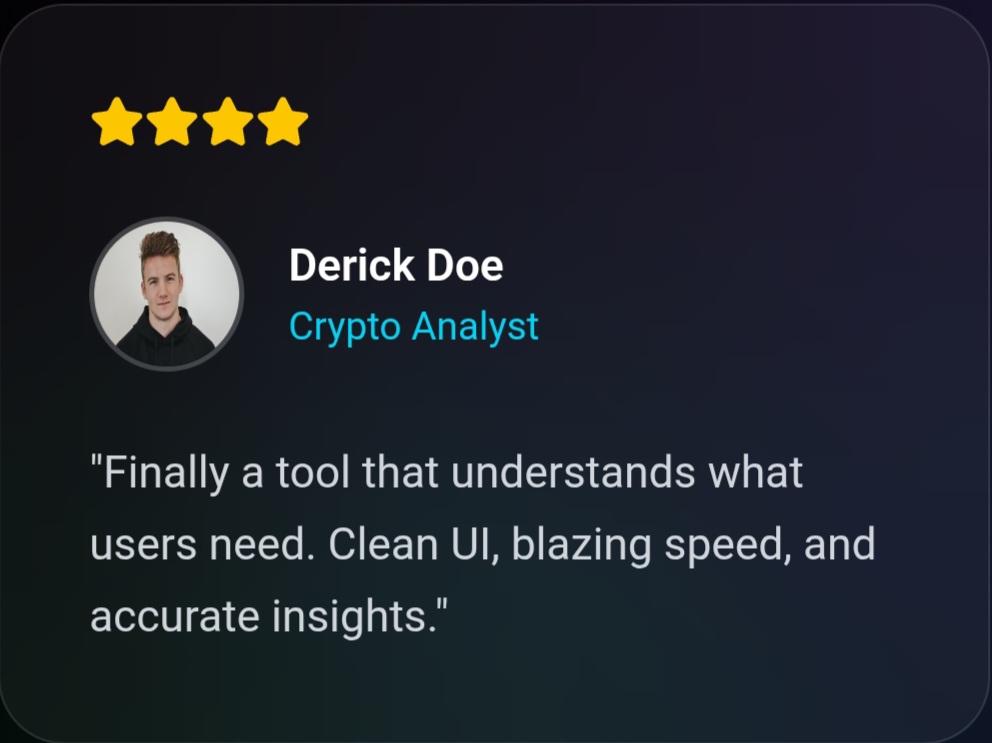 Derick Doe
Crypto Analyst
"Finally a tool that understands what
users need. Clean UI, blazing speed, and
accurate insights."